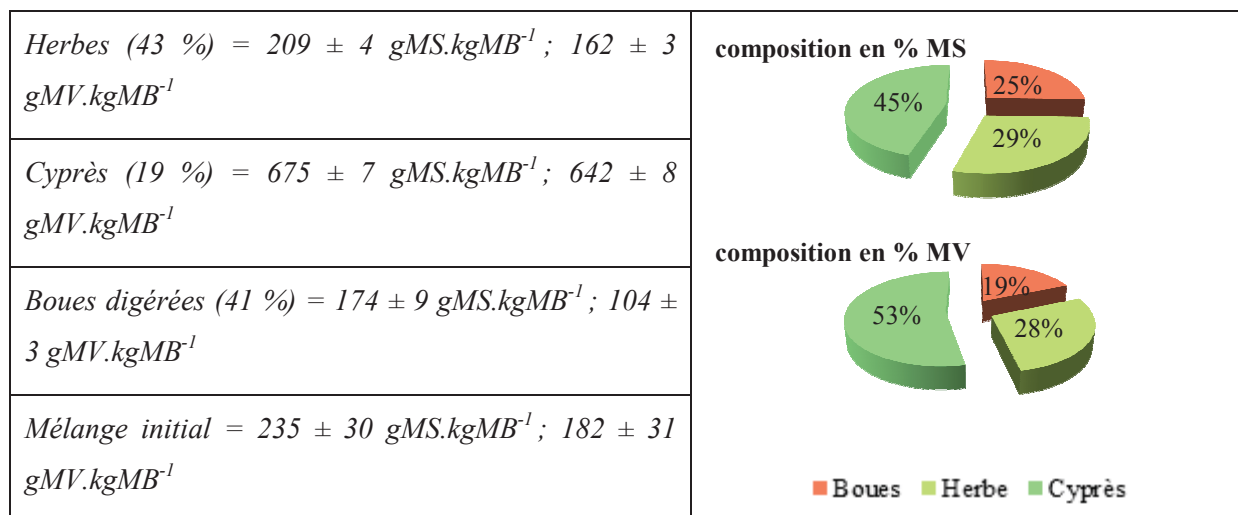 Herbes (43 %) = 209 ± 4 gMS.kgMB-1 ; 162 ± 3
gMV.kgMB-1
Cyprès (19 %) = 675 ± 7 gMS.kgMB-1; 642 ± 8
gMV.kgMB-1
Boues digérées (41 %) = 174 ± 9 gMS.kgMB-1; 104 ±
3 gMV.kgMB-1
Mélange initial = 235 ± 30 gMS.kgMB-1; 182 ± 31
gMV.kgMB-1
composition en % MS
25%
45%
29%
composition en % MV
19%
53%
28%
Boues Herbe Cyprès